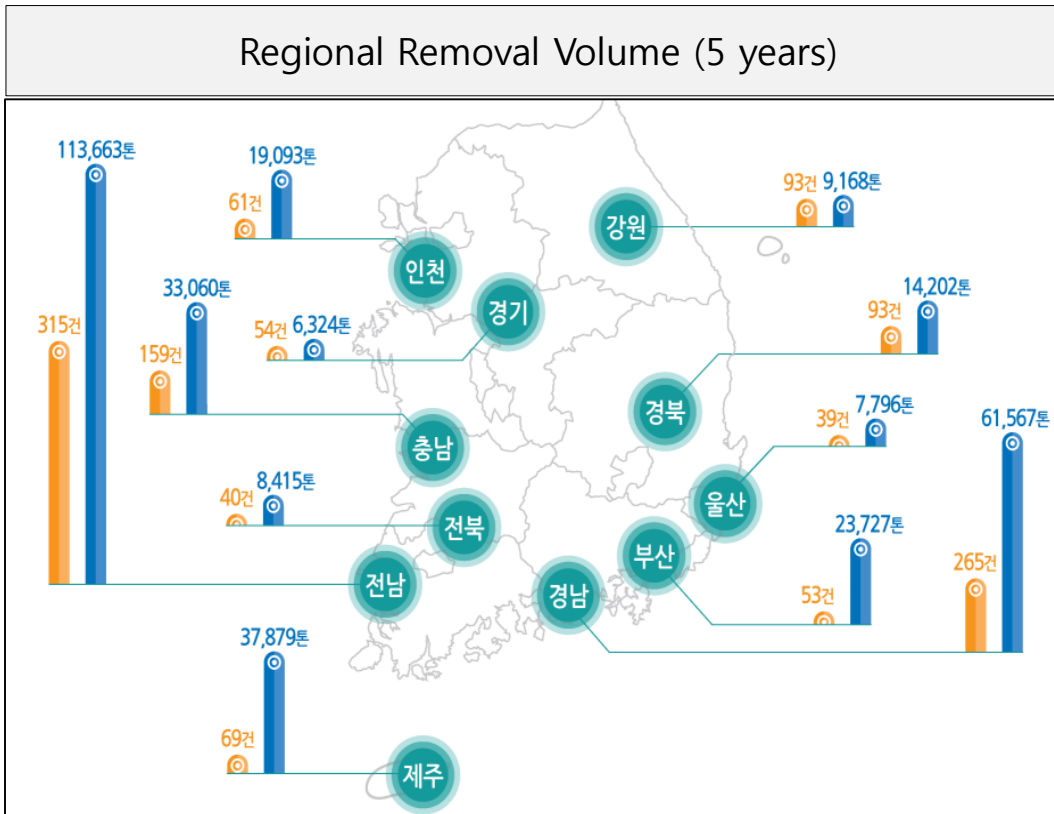 Regional Removal Volume (5 years)
113,663톤
315건
전남
19,093톤
61건
인천
33,060톤
159건
충남
6,324톤
54건
경기
8,415톤
40건
전북
37,879톤
69건
제주
93건
9,168톤
강원
93건
14,202톤
경북
39건
7,796톤
울산
53건
23,727톤
부산
265건
61,567톤
경남